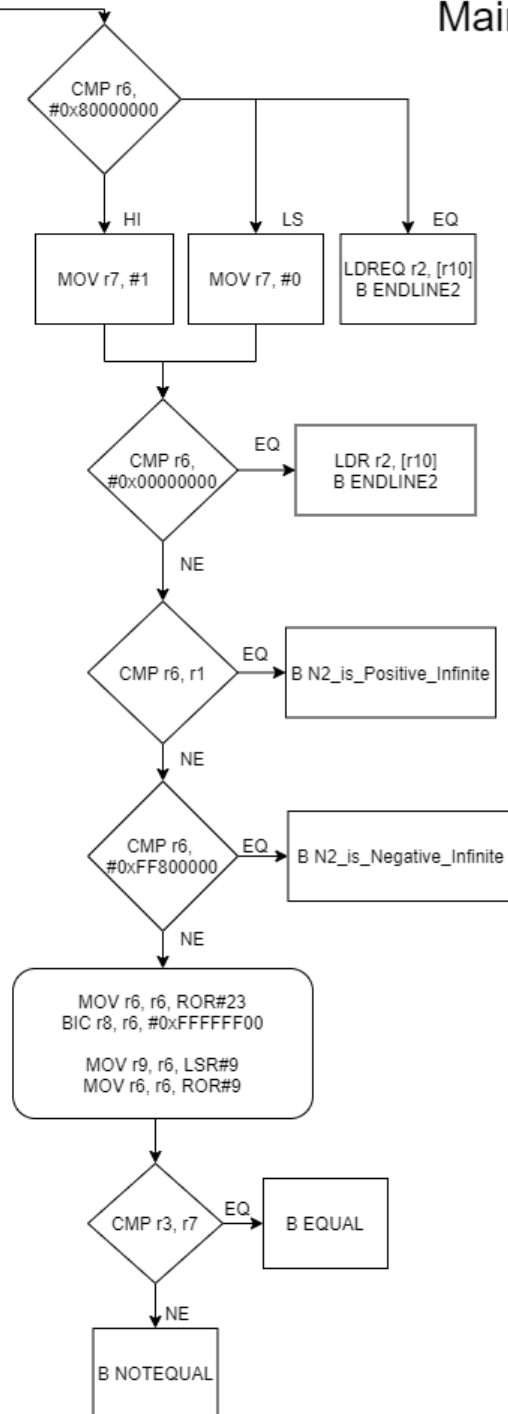 Main
CMP r6,
#0x80000000
HI
LS
EQ
MOV r7, #1
MOV r7, #0
LDREQ r2, [r10]
B ENDLINE2
CMP r6,
#0x00000000
EQ
LDR r2, [r10]
B ENDLINE2
NE
CMP r6, r1
EQ
B N2_is_Positive_Infinite
NE
CMP r6,
#0xFF800000
EQ
B N2_is_Negative_Infinite
NE
MOV r6, r6, ROR#23
BIC r8, r6, #0xFFFFFF00
MOV r9, r6, LSR#9
MOV r6, r6, ROR#9
CMP r3, r7
EQ
B EQUAL
NE
B NOTEQUAL